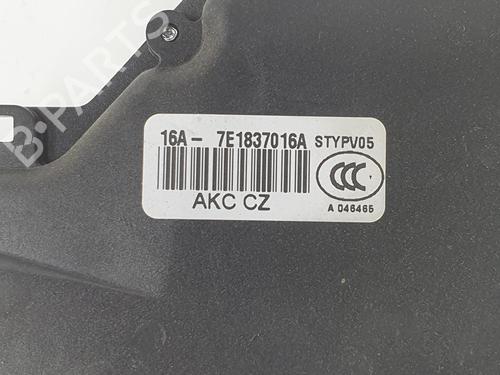 B-PARTS
16A- 7E1837016A STYPV05
CCC
AKC CZ
A 046465